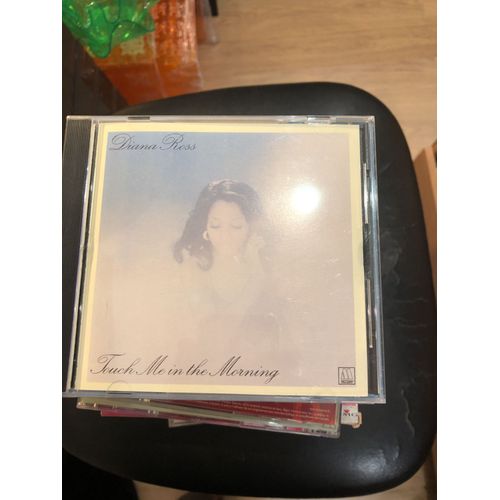 Diana Ross
Touch Me in the Morning